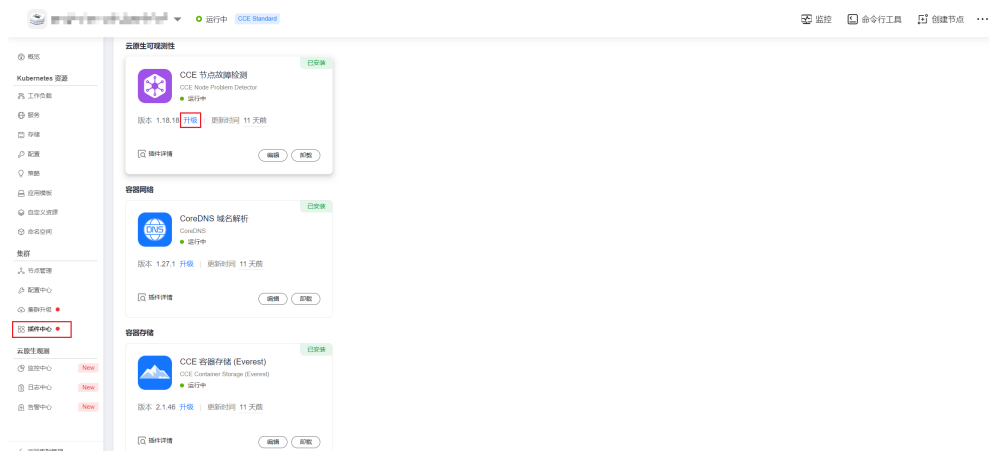 运行中 CCE Standard 监控 命令行工具 创建节点
概览
Kubernetes 资源
工作负载
服务
存储
配置
策略
应用模板
自定义资源
命名空间
集群
节点管理
配置中心
集群升级
插件中心
云原生观测
监控中心 New
日志中心 New
告警中心 New
云原生可观测性
已安装
CCE 节点故障检测
CCE Node Problem Detector
运行中
版本 1.18.18 升级 更新时间 11 天前
插件详情 编辑 卸载
容器网络
已安装
CoreDNS 域名解析
DNS
CoreDNS
运行中
版本 1.27.1 升级 更新时间 11 天前
插件详情 编辑 卸载
容器存储
已安装
CCE 容器存储 (Everest)
CCE Container Storage (Everest)
运行中
版本 2.1.46 升级 更新时间 11 天前
插件详情 编辑 卸载